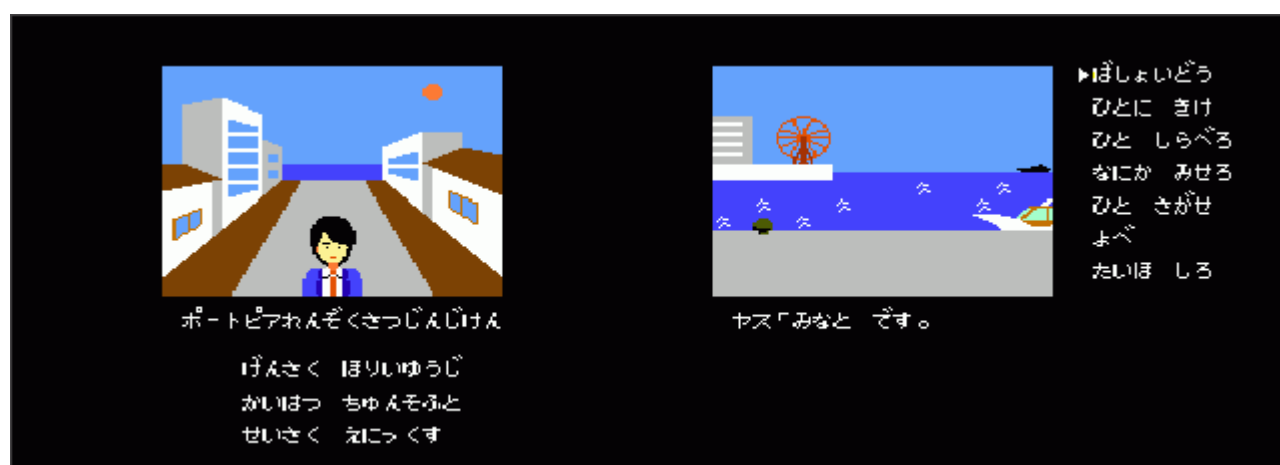 ポートピアれんぞくさつじんじけん
げんさく ほりいゆうじ
かいはつ ちゅんそふと
せいさく えにっくす
ヤス「みなと です。
▶ばしょいどう
ひとに きけ
ひと しらべろ
なにか みせろ
ひと さがせ
よべ
たいほ しろ